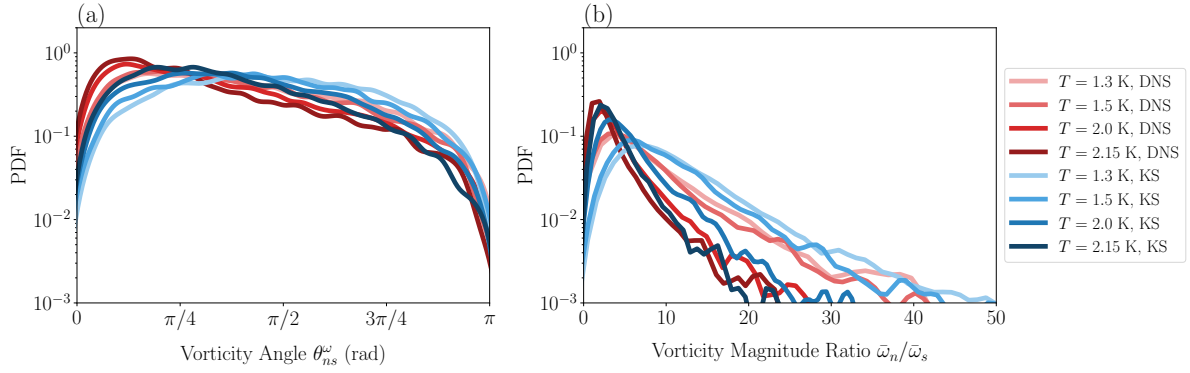 (a)
(b)
PDF
10⁰
10⁻¹
10⁻²
10⁻³
0
π/4
π/2
3π/4
π
Vorticity Angle θ_{ns}^{ω} (rad)
PDF
10⁰
10⁻¹
10⁻²
10⁻³
0
10
20
30
40
50
Vorticity Magnitude Ratio ω̄_n/ω̄_s
T = 1.3 K, DNS
T = 1.5 K, DNS
T = 2.0 K, DNS
T = 2.15 K, DNS
T = 1.3 K, KS
T = 1.5 K, KS
T = 2.0 K, KS
T = 2.15 K, KS